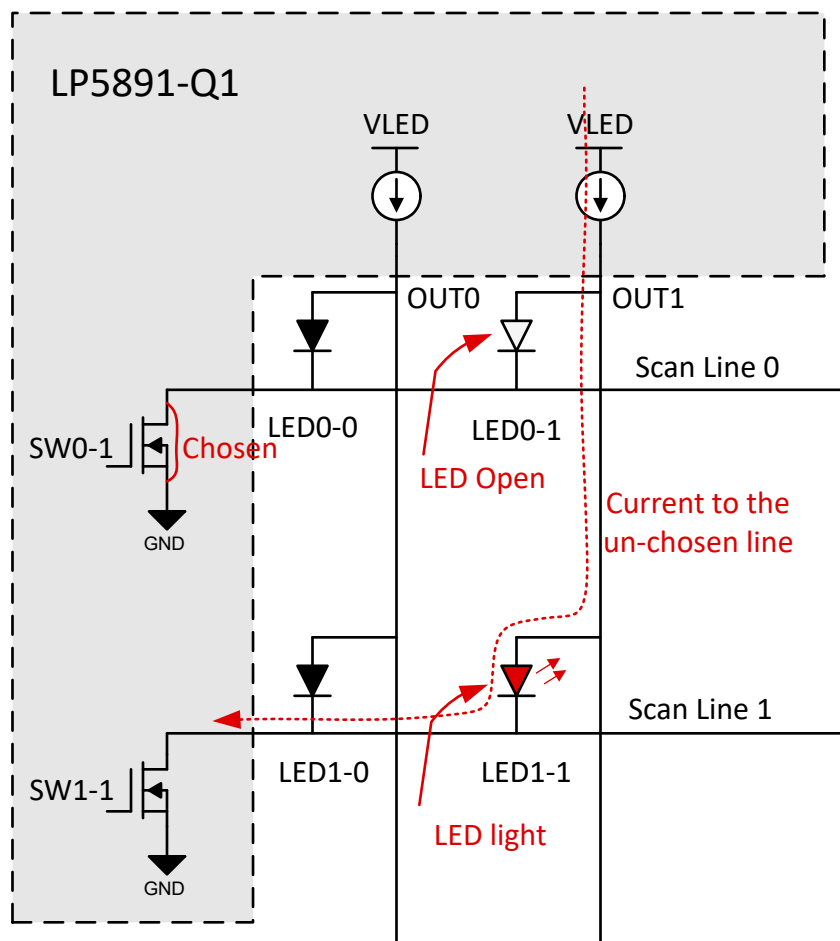 LP5891-Q1
VLED
VLED
OUT0
OUT1
Scan Line 0
LED0-0
LED0-1
SW0-1
Chosen
LED Open
GND
Current to the
un-chosen line
Scan Line 1
LED1-0
LED1-1
SW1-1
LED light
GND